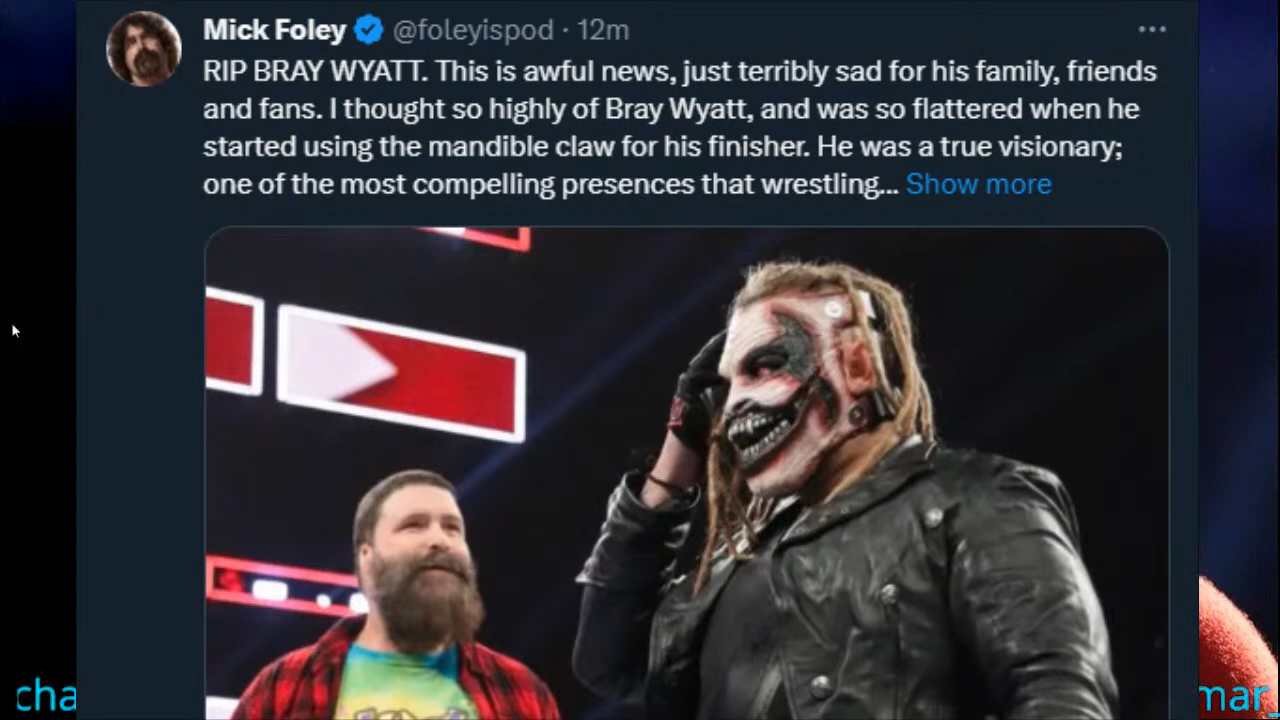 Mick Foley @foleyispod · 12m
RIP BRAY WYATT. This is awful news, just terribly sad for his family, friends
and fans. I thought so highly of Bray Wyatt, and was so flattered when he
started using the mandible claw for his finisher. He was a true visionary;
one of the most compelling presences that wrestling... Show more
cha
mar_